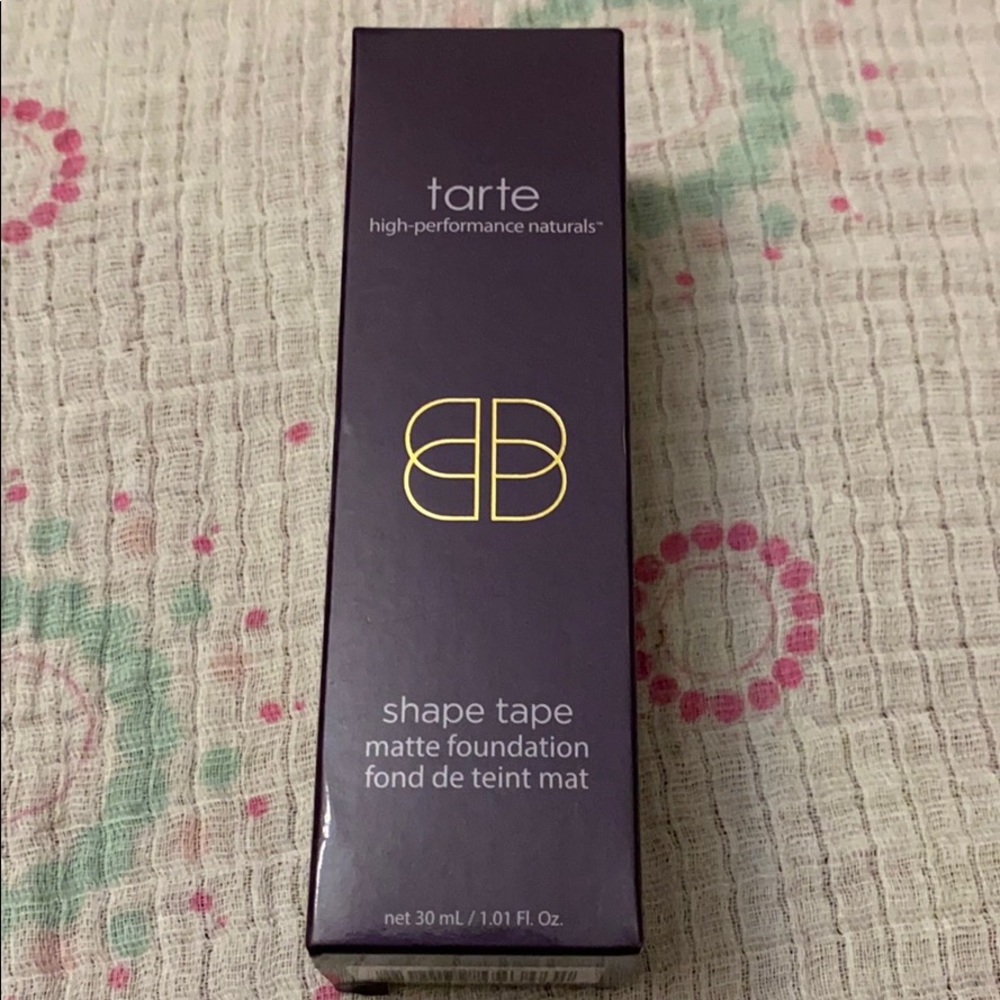 tarte
high-performance naturals™
shape tape
matte foundation
fond de teint mat
net 30 mL / 1.01 Fl. Oz.